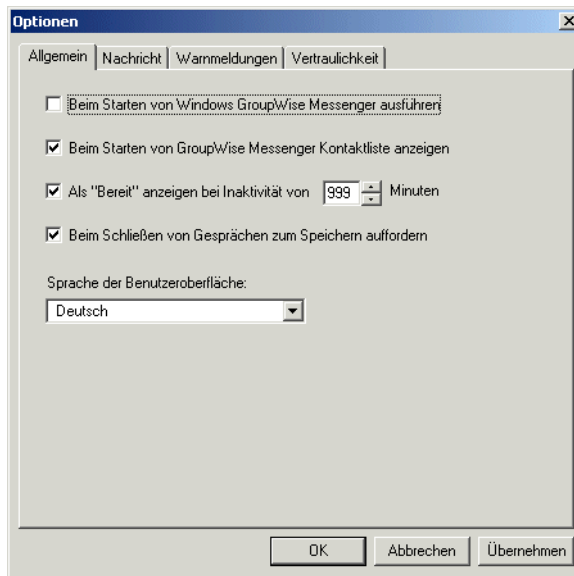 Optionen
Allgemein Nachricht Warnmeldungen Vertraulichkeit
Beim Starten von Windows GroupWise Messenger ausführen
Beim Starten von GroupWise Messenger Kontaktliste anzeigen
Als "Bereit" anzeigen bei Inaktivität von 999 Minuten
Beim Schließen von Gesprächen zum Speichern auffordern
Sprache der Benutzeroberfläche:
Deutsch
OK Abbrechen Übernehmen